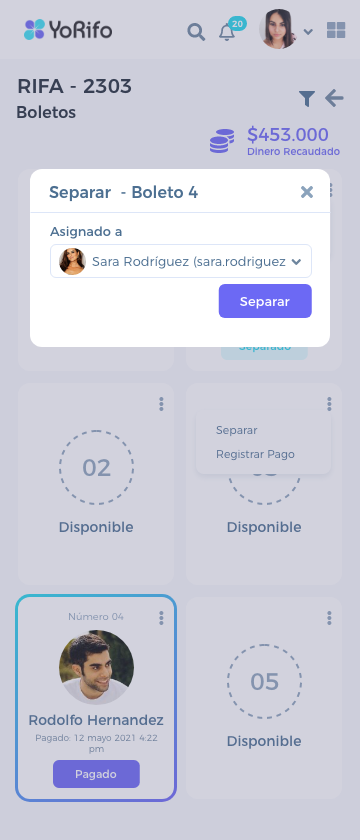 YoRifo
20
RIFA - 2303
Boletos
$453.000
Dinero Recaudado
Separar - Boleto 4
Asignado a
Sara Rodríguez (sara.rodriguez
Separar
Separado
02
Disponible
Separar
Registrar Pago
Disponible
Número 04
Rodolfo Hernandez
Pagado: 12 mayo 2021 4:22
pm
Pagado
05
Disponible